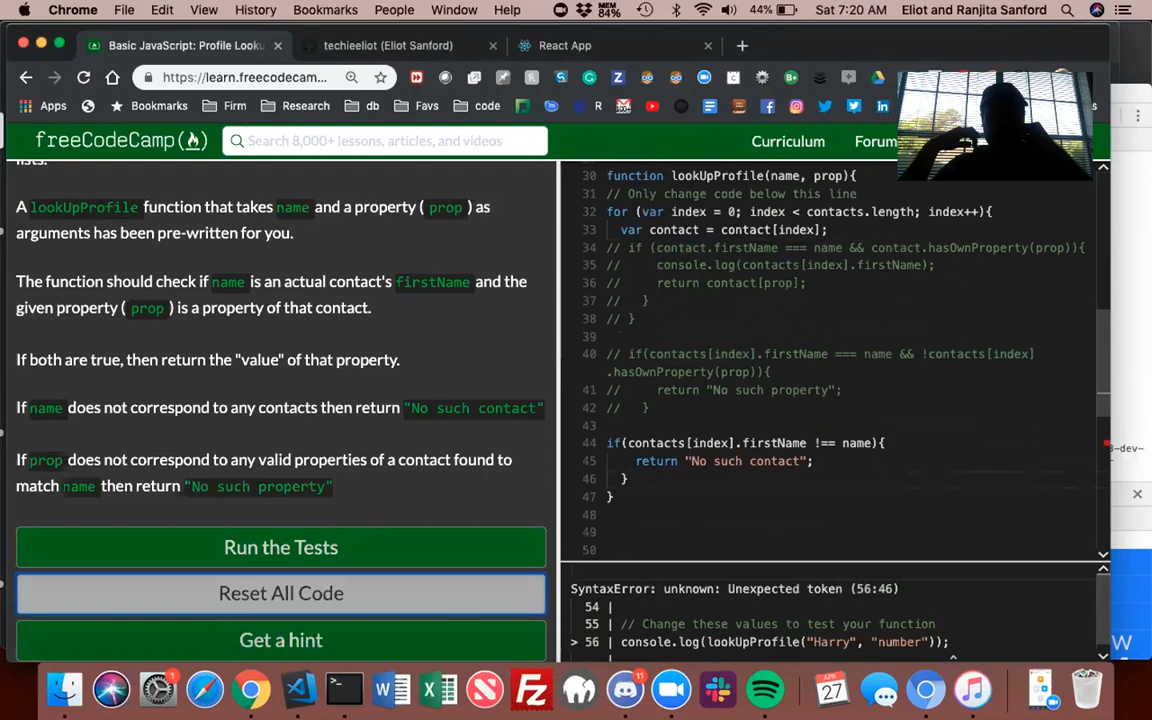 Chrome File Edit View History Bookmarks People Window Help MEM 84% 44% Sat 7:20 AM Eliot and Ranjita Sanford
Basic JavaScript: Profile Looku techieeliot (Eliot Sanford) React App
https://learn.freecodecam...
Apps Bookmarks Firm Research db Favs code R 100+
freeCodeCamp Search 8,000+ lessons, articles, and videos Curriculum Forum
lists.
A lookUpProfile function that takes name and a property ( prop ) as
arguments has been pre-written for you.
The function should check if name is an actual contact's firstName and the
given property ( prop ) is a property of that contact.
If both are true, then return the "value" of that property.
If name does not correspond to any contacts then return "No such contact"
If prop does not correspond to any valid properties of a contact found to
match name then return "No such property"
Run the Tests
Reset All Code
Get a hint
30 function lookUpProfile(name, prop){
31 // Only change code below this line
32 for (var index = 0; index < contacts.length; index++){
33 var contact = contact[index];
34 // if (contact.firstName === name && contact.hasOwnProperty(prop)){
35 // console.log(contacts[index].firstName);
36 // return contact[prop];
37 // }
38 // }
39
40 // if(contacts[index].firstName === name && !contacts[index]
.hasOwnProperty(prop)){
41 // return "No such property";
42 // }
43
44 if(contacts[index].firstName !== name){
45 return "No such contact";
46 }
47 }
48
49
50
SyntaxError: unknown: Unexpected token (56:46)
54 |
55 | // Change these values to test your function
> 56 | console.log(lookUpProfile("Harry", "number"));
3-dev-
W
1
APR
27
11